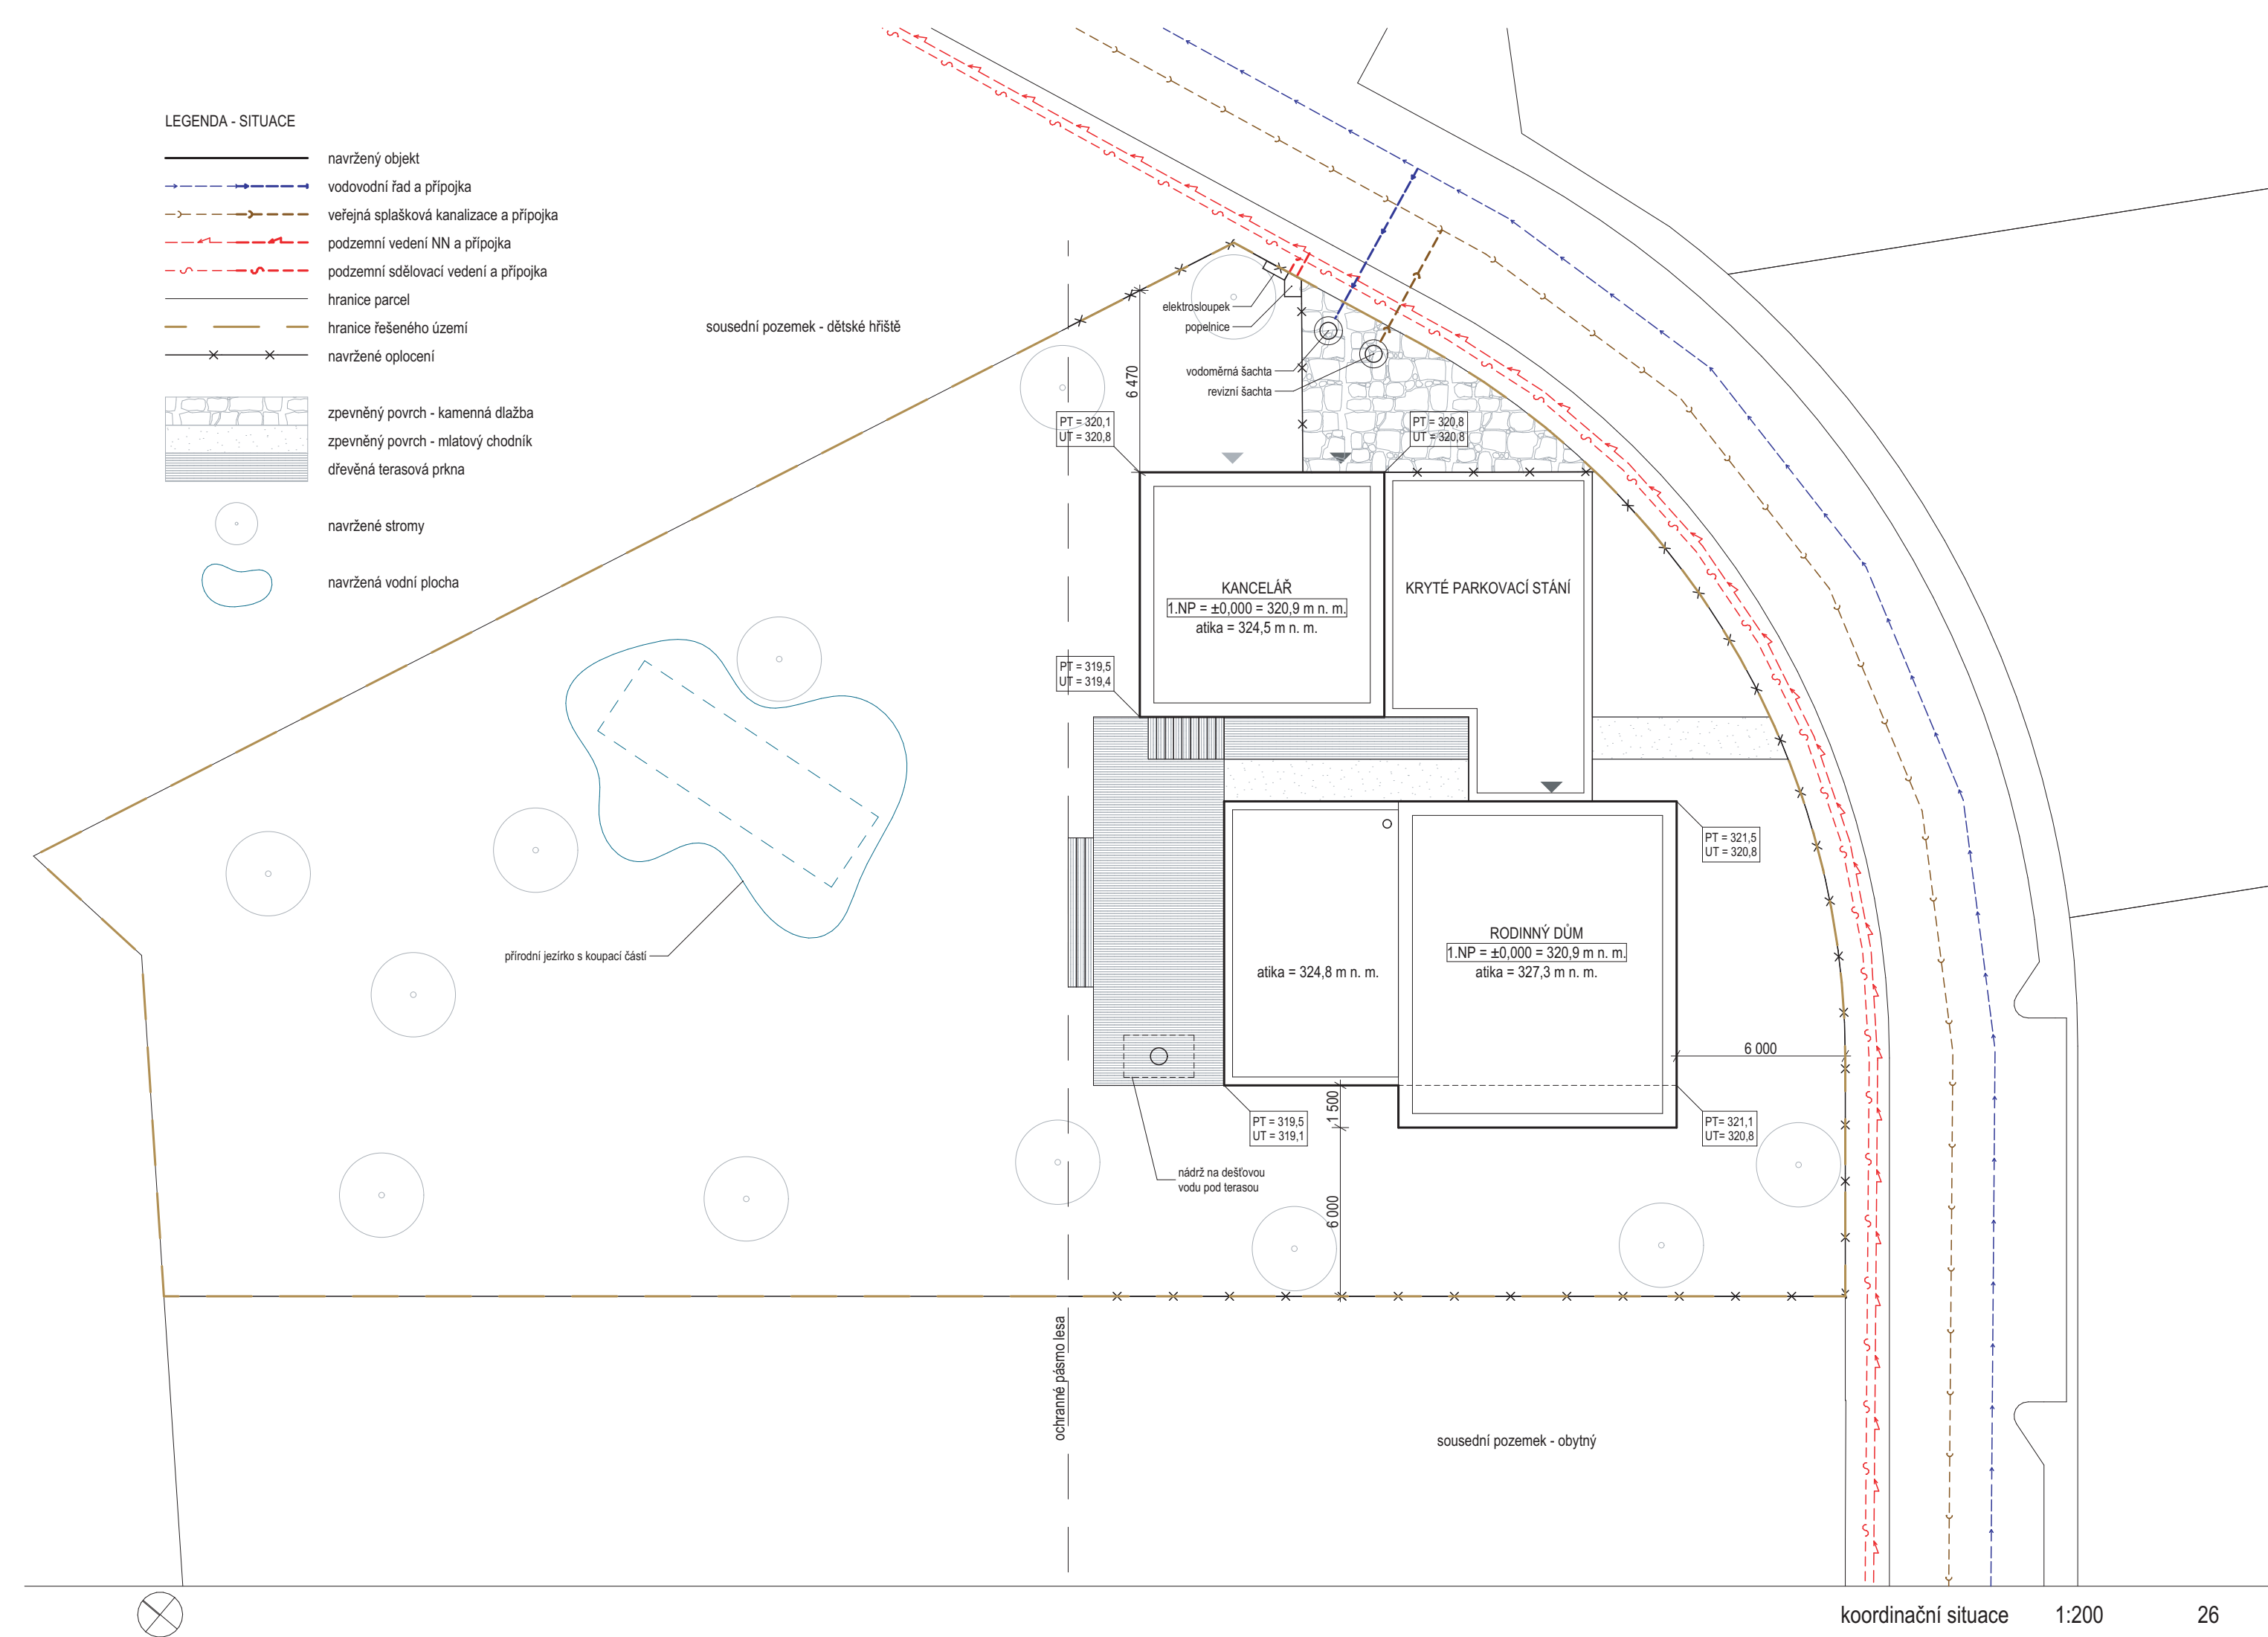 LEGENDA - SITUACE
navržený objekt
vodovodní řad a přípojka
veřejná splašková kanalizace a přípojka
podzemní vedení NN a přípojka
podzemní sdělovací vedení a přípojka
hranice parcel
hranice řešeného území
navržené oplocení
zpevněný povrch - kamenná dlažba
zpevněný povrch - mlatový chodník
dřevěná terasová prkna
navržené stromy
navržená vodní plocha
sousední pozemek - dětské hřiště
elektrosloupek
popelnice
vodoměrná šachta
revizní šachta
6 470
PT = 320,1
UT = 320,8
PT = 320,8
UT = 320,8
KANCELÁŘ
1.NP = ±0,000 = 320,9 m n. m.
atika = 324,5 m n. m.
KRYTÉ PARKOVACÍ STÁNÍ
PT = 319,5
UT = 319,4
PT = 321,5
UT = 320,8
přírodní jezírko s koupací částí
RODINNÝ DŮM
1.NP = ±0,000 = 320,9 m n. m.
atika = 327,3 m n. m.
atika = 324,8 m n. m.
6 000
1 500
PT = 319,5
UT = 319,1
PT= 321,1
UT= 320,8
nádrž na dešťovou
vodu pod terasou
6 000
ochranné pásmo lesa
sousední pozemek - obytný
koordinační situace 1:200 26